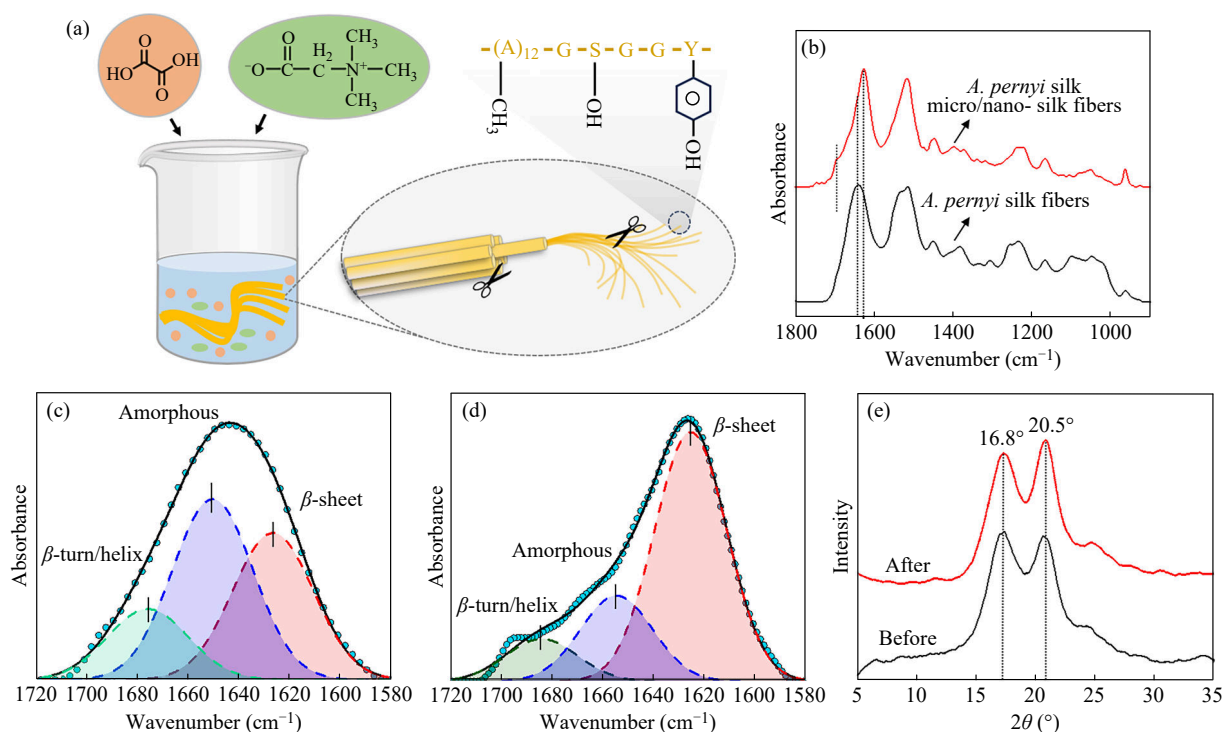 (a)
O
OH
HO
O
O
⁻O
C
H₂
C
N⁺
CH₃
CH₃
CH₃
(A)₁₂ G S G G Y
CH₃
OH
OH
(b)
A. pernyi silk
micro/nano- silk fibers
A. pernyi silk fibers
Absorbance
1800 1600 1400 1200 1000
Wavenumber (cm⁻¹)
(c)
Amorphous
β-sheet
β-turn/helix
Absorbance
1720 1700 1680 1660 1640 1620 1600 1580
Wavenumber (cm⁻¹)
(d)
β-sheet
Amorphous
β-turn/helix
Absorbance
1720 1700 1680 1660 1640 1620 1600 1580
Wavenumber (cm⁻¹)
(e)
16.8°
20.5°
After
Before
Intensity
5 10 15 20 25 30 35
2θ (°)